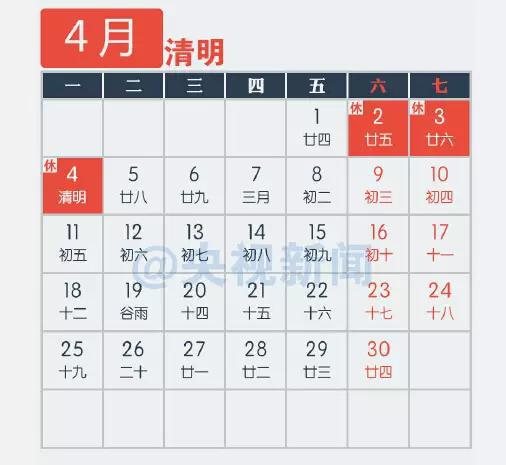 4月
清明
一 二 三 四 五 六 七
1 休 2 休 3
廿四 廿五 廿六
休 4 5 6 7 8 9 10
清明 廿八 廿九 三月 初二 初三 初四
11 12 13 14 15 16 17
初五 初六 初七 初八 初九 初十 十一
@央视新闻
18 19 20 21 22 23 24
十二 谷雨 十四 十五 十六 十七 十八
25 26 27 28 29 30
十九 二十 廿一 廿二 廿三 廿四